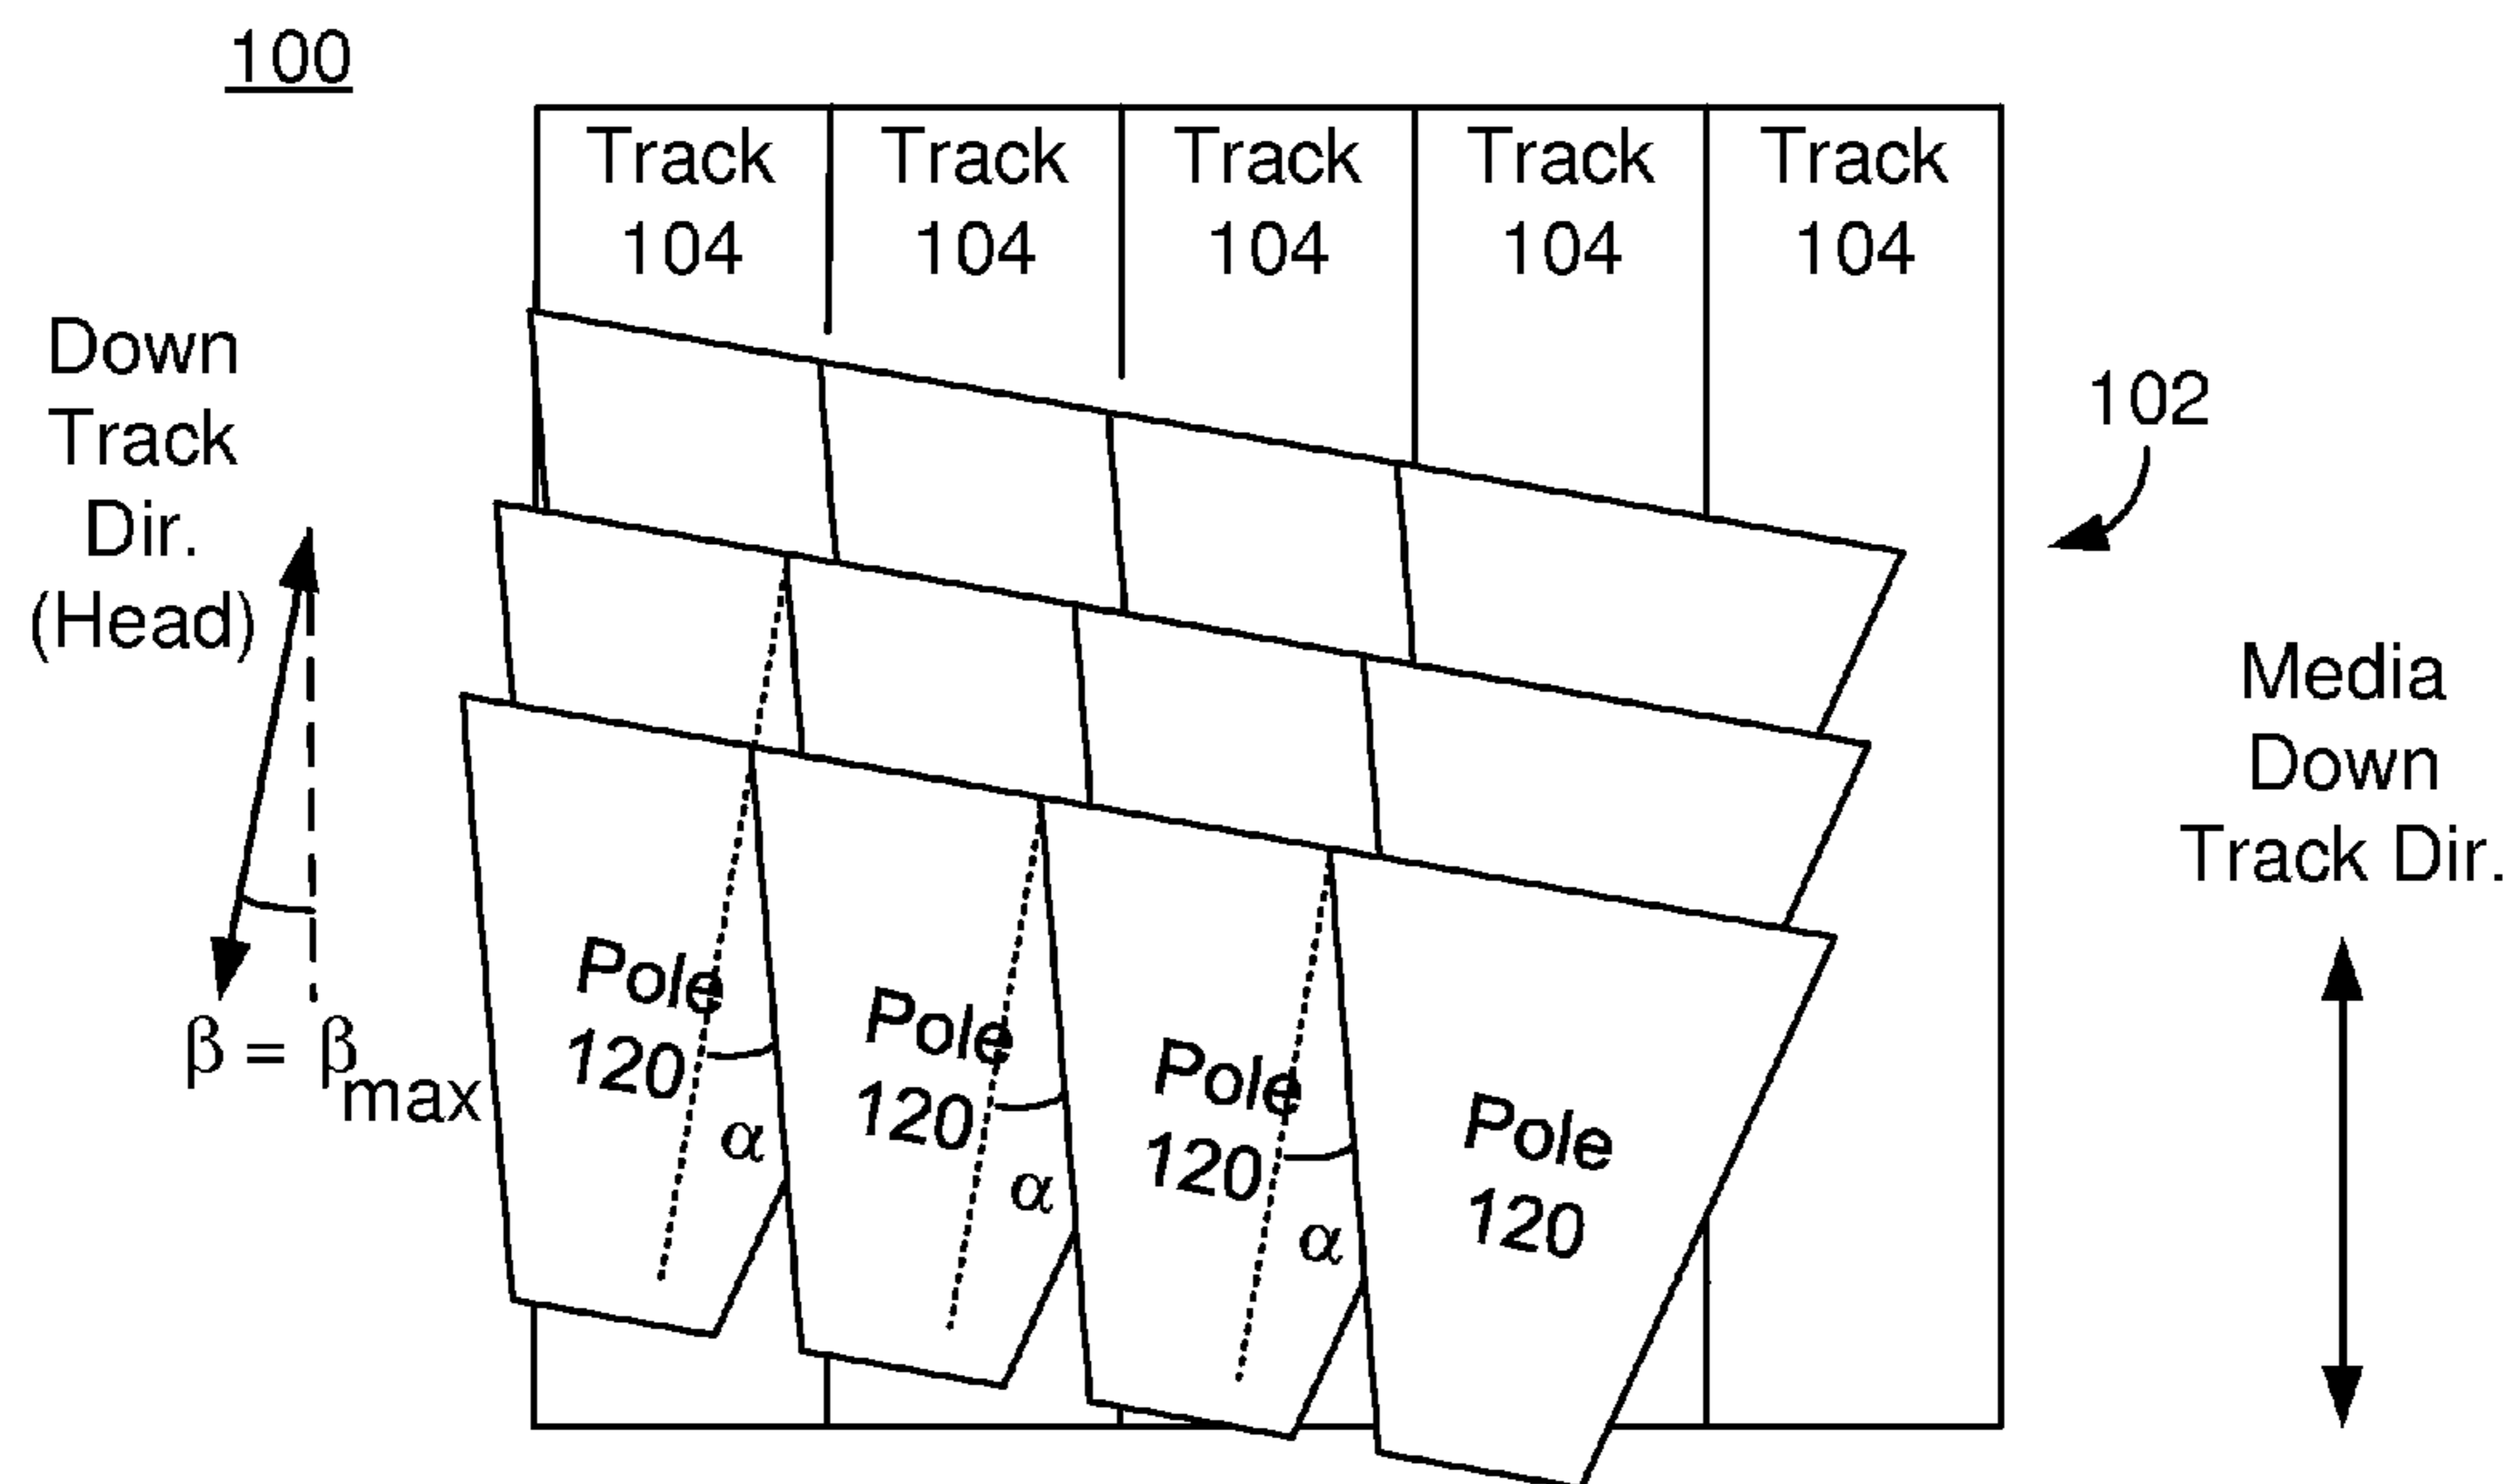 100
Track Track Track Track Track
104 104 104 104 104
Down
Track
Dir.
(Head)
102
Media
Down
Track Dir.
β = βmax
Pole
120
α
Pole
120
α
Pole
120
α
Pole
120